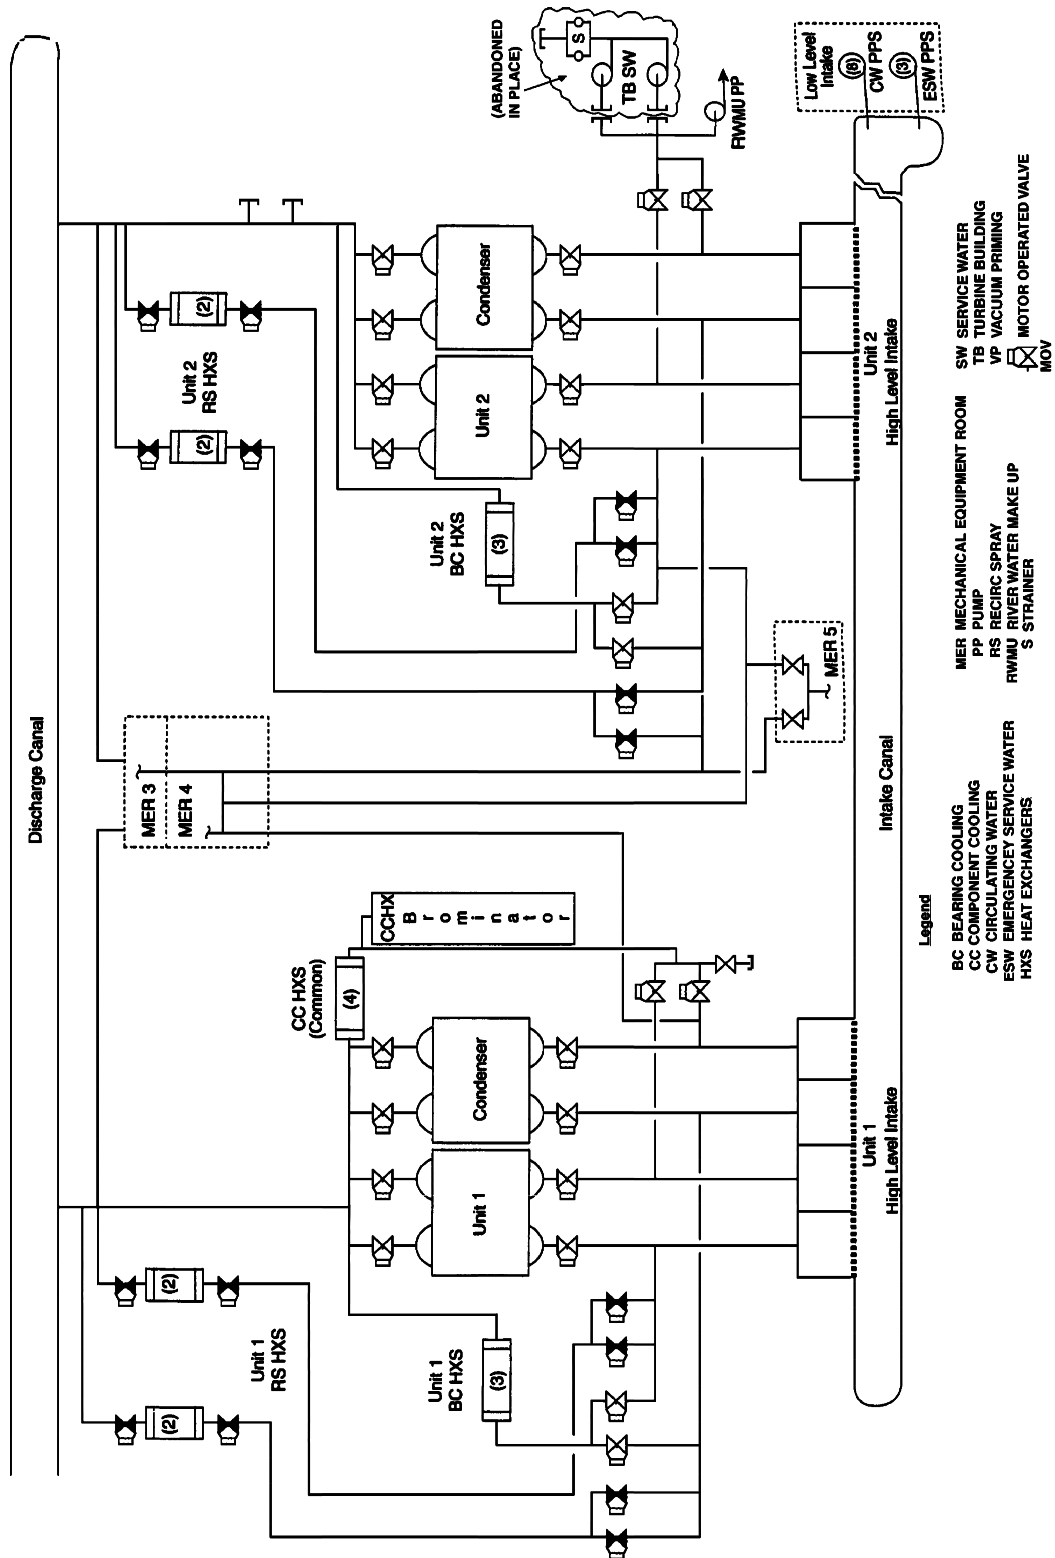 Discharge Canal
(ABANDONED
IN PLACE)
S
TB SW
RWMU PP
Low Level
Intake
(8)
CW PPS
(3)
ESW PPS
(2)
Unit 2
RS HXS
(2)
Condenser
Unit 2
Unit 2
BC HXS
(3)
Unit 2
High Level Intake
MER 3
MER 4
MER 5
Intake Canal
CCHX
B
r
o
m
i
n
a
t
o
r
CC HXS
(Common)
(4)
Condenser
Unit 1
Unit 1
High Level Intake
(2)
Unit 1
RS HXS
(2)
Unit 1
BC HXS
(3)
Legend
BC BEARING COOLING
CC COMPONENT COOLING
CW CIRCULATING WATER
ESW EMERGENCEY SERVICE WATER
HXS HEAT EXCHANGERS
MER MECHANICAL EQUIPMENT ROOM
PP PUMP
RS RECIRC SPRAY
RWMU RIVER WATER MAKE UP
S STRAINER
SW SERVICE WATER
TB TURBINE BUILDING
VP VACUUM PRIMING
MOTOR OPERATED VALVE
MOV